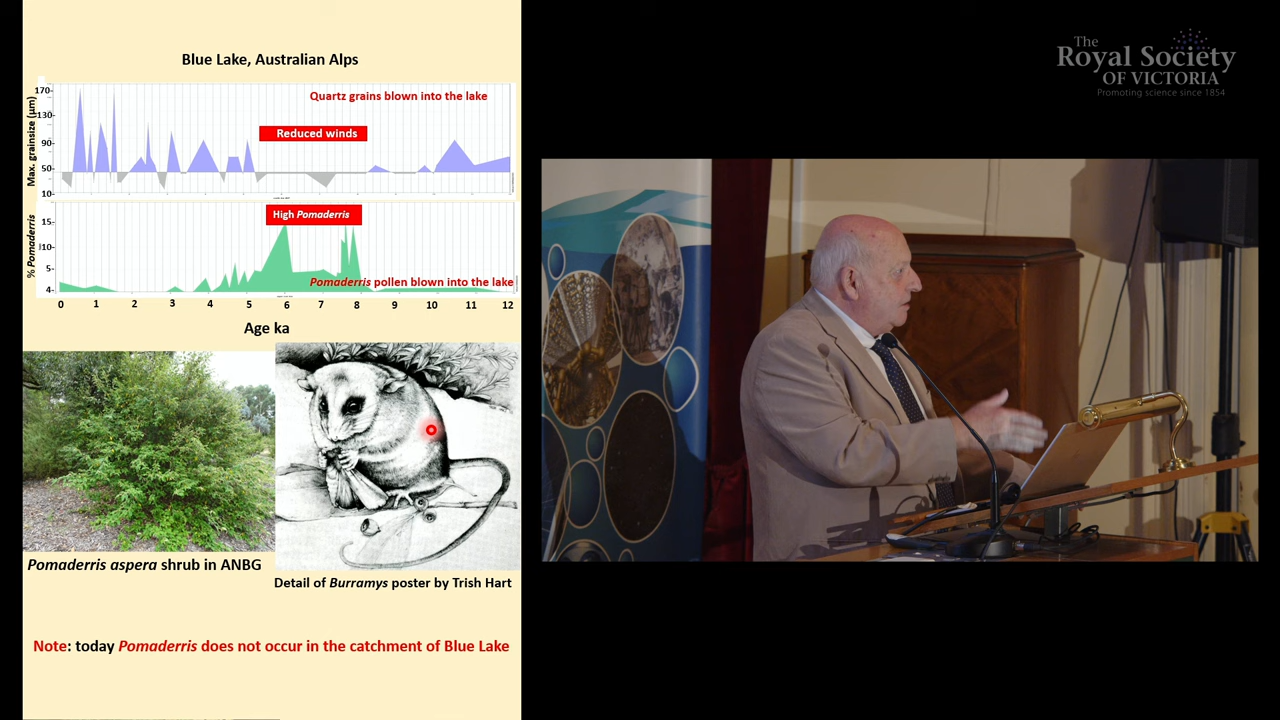 The
Royal Society
OF VICTORIA
Promoting science since 1854
Blue Lake, Australian Alps
Quartz grains blown into the lake
Reduced winds
Max. grainsize (µm)
170
130
90
50
10
High Pomaderris
Pomaderris pollen blown into the lake
% Pomaderris
15
10
5
4
0 1 2 3 4 5 6 7 8 9 10 11 12
Age ka
Pomaderris aspera shrub in ANBG
Detail of Burramys poster by Trish Hart
Note: today Pomaderris does not occur in the catchment of Blue Lake